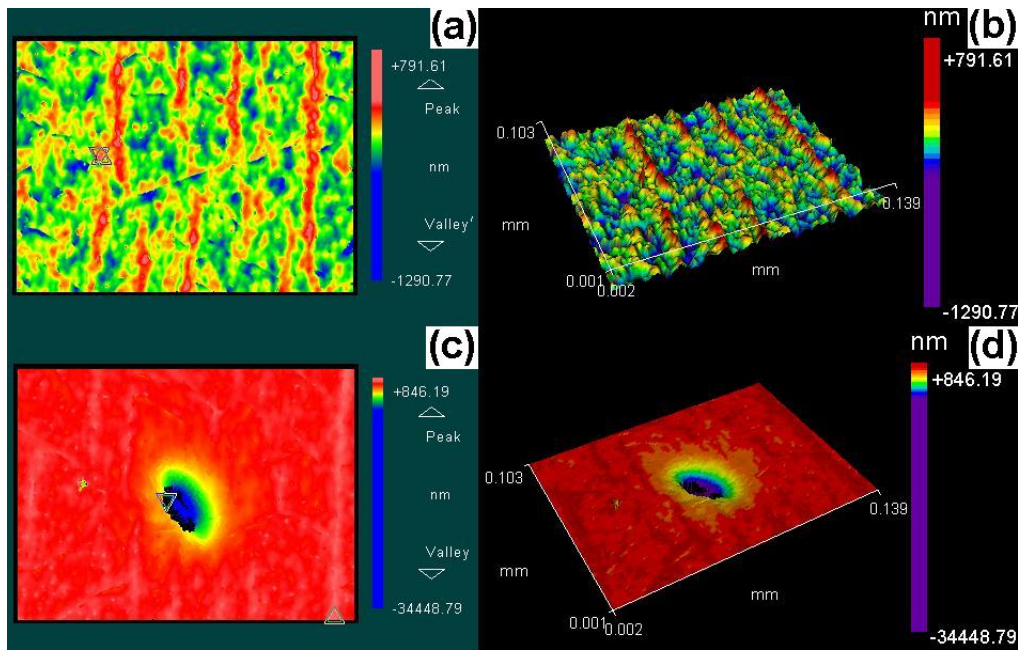 (a)
+791.61
Peak
nm
Valley
-1290.77
(b)
nm
+791.61
0.103
mm
0.139
0.001
0.002
mm
-1290.77
(c)
+846.19
Peak
nm
Valley
-34448.79
(d)
nm
+846.19
0.103
0.139
mm
mm
0.001
0.002
-34448.79